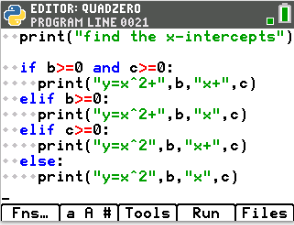 EDITOR: QUADZERO
PROGRAM LINE 0021
print("find the x-intercepts")
if b>=0 and c>=0:
print("y=x^2+",b,"x+",c)
elif b>=0:
print("y=x^2+",b,"x",c)
elif c>=0:
print("y=x^2",b,"x+",c)
else:
print("y=x^2",b,"x",c)
Fns… a A # Tools Run Files